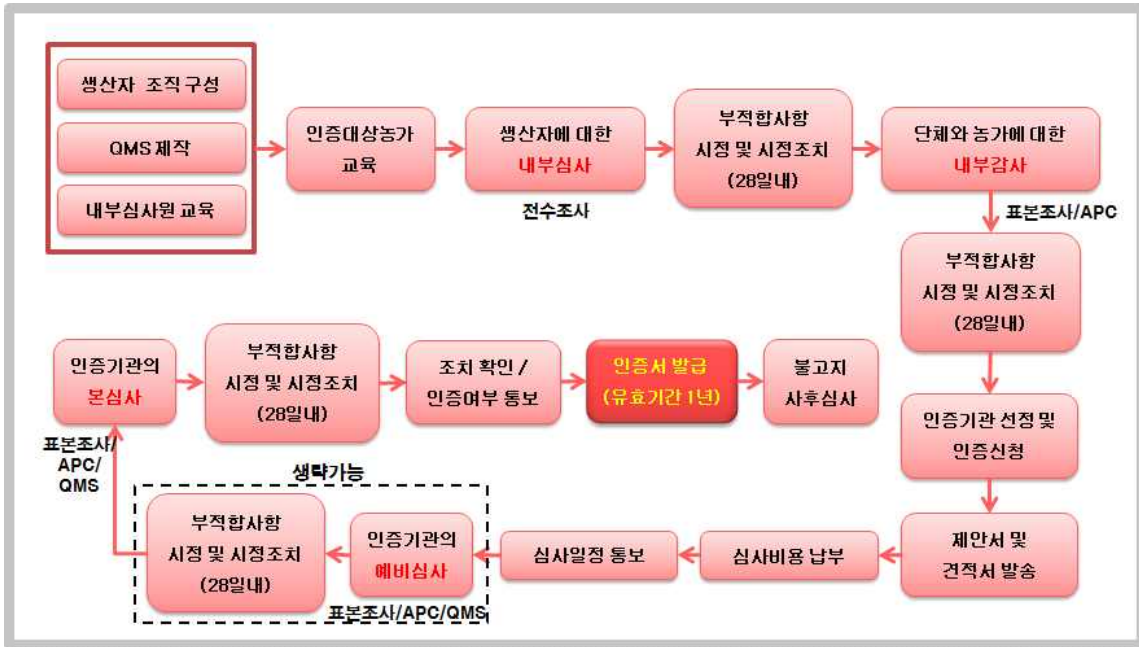 생산자 조직 구성
QMS 제작
내부심사원 교육
인증대상농가
교육
생산자에 대한
내부심사
전수조사
부적합사항
시정 및 시정조치
(28일내)
단체와 농가에 대한
내부감사
표본조사/APC
부적합사항
시정 및 시정조치
(28일내)
인증기관 선정 및
인증신청
제안서 및
견적서 발송
심사비용 납부
심사일정 통보
생략가능
인증기관의
예비심사
표본조사/APC/QMS
부적합사항
시정 및 시정조치
(28일내)
표본조사/
APC/
QMS
인증기관의
본심사
부적합사항
시정 및 시정조치
(28일내)
조치 확인 /
인증여부 통보
인증서 발급
(유효기간 1년)
불고지
사후심사